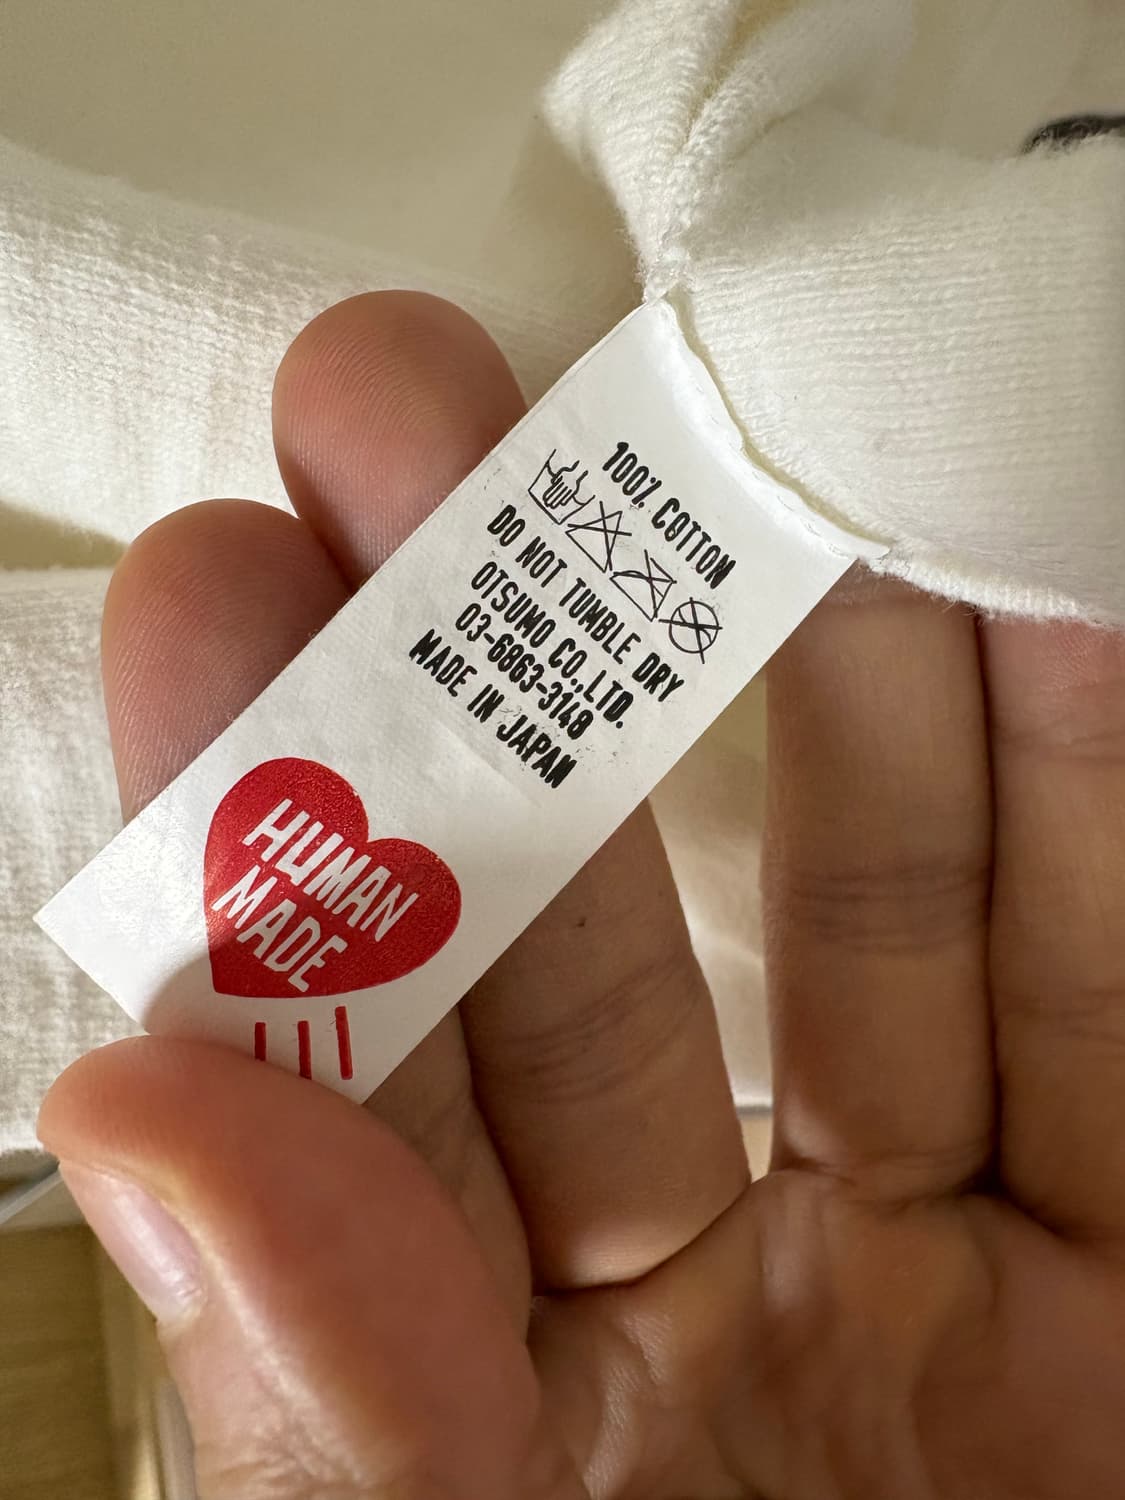 100% COTTON
DO NOT TUMBLE DRY
OTSUMO CO.,LTD.
03-6863-3148
MADE IN JAPAN
HUMAN
MADE